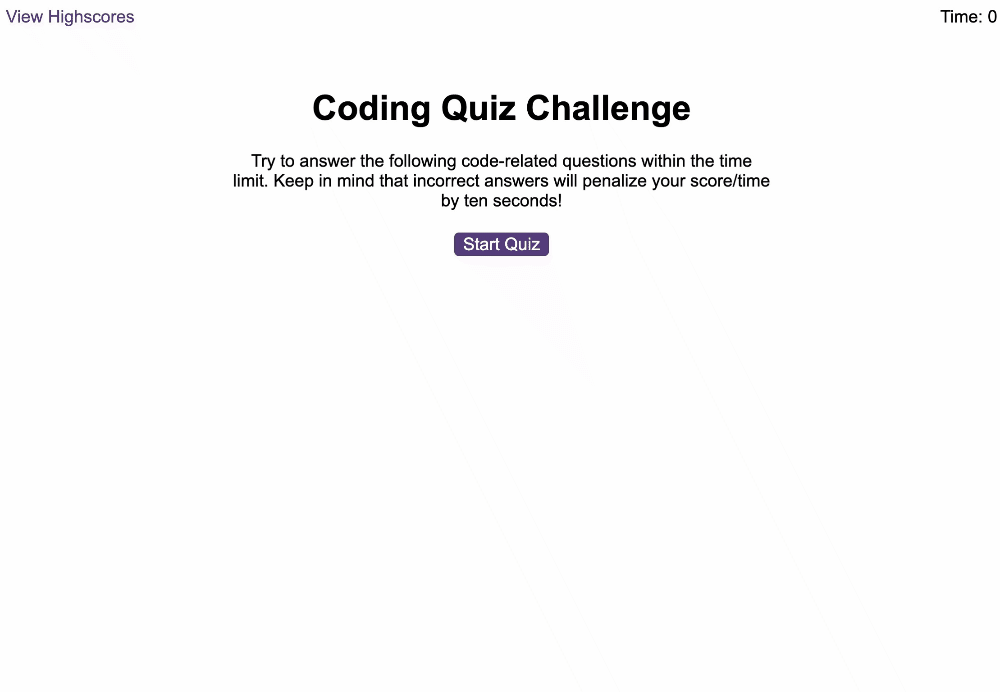 View Highscores
Time: 0
Coding Quiz Challenge
Try to answer the following code-related questions within the time
limit. Keep in mind that incorrect answers will penalize your score/time
by ten seconds!
Start Quiz